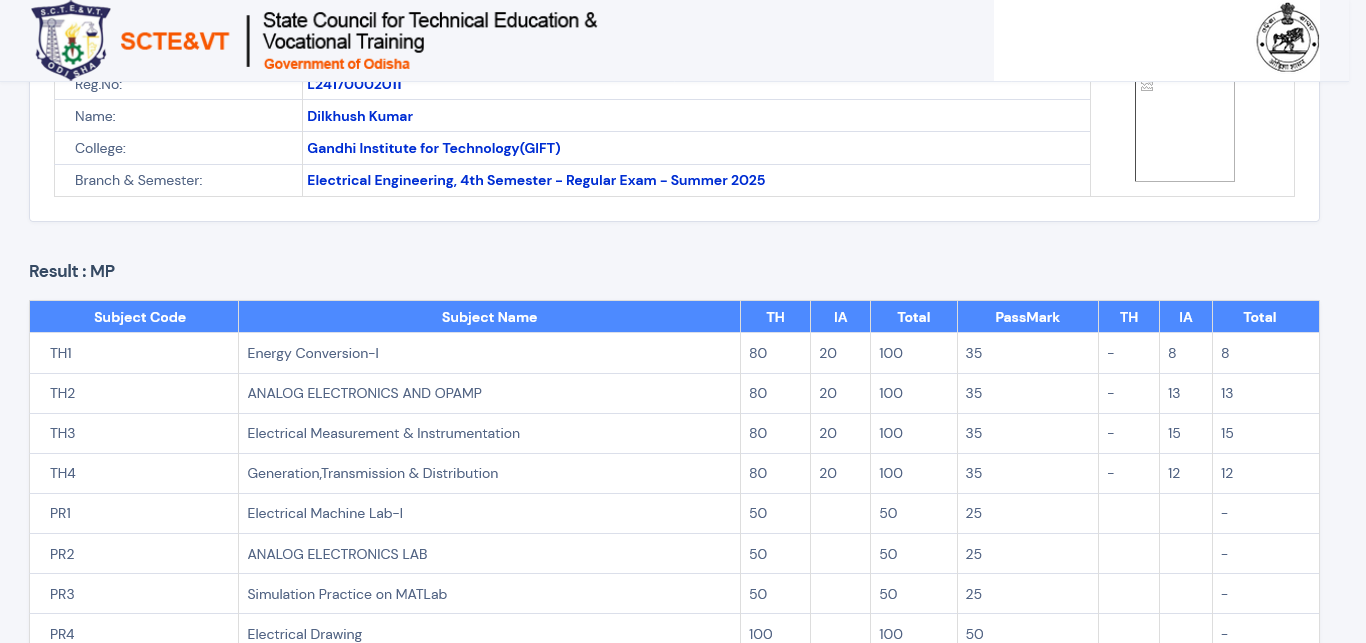 S.C.T.E.&V.T.
ODISHA
SCTE&VT
State Council for Technical Education &
Vocational Training
Government of Odisha
Reg.No: L24170002011
Name: Dilkhush Kumar
College: Gandhi Institute for Technology(GIFT)
Branch & Semester: Electrical Engineering, 4th Semester - Regular Exam - Summer 2025
Result : MP
Subject Code Subject Name TH IA Total PassMark TH IA Total
TH1 Energy Conversion-I 80 20 100 35 - 8 8
TH2 ANALOG ELECTRONICS AND OPAMP 80 20 100 35 - 13 13
TH3 Electrical Measurement & Instrumentation 80 20 100 35 - 15 15
TH4 Generation,Transmission & Distribution 80 20 100 35 - 12 12
PR1 Electrical Machine Lab-I 50 50 25 -
PR2 ANALOG ELECTRONICS LAB 50 50 25 -
PR3 Simulation Practice on MATLab 50 50 25 -
PR4 Electrical Drawing 100 100 50 -